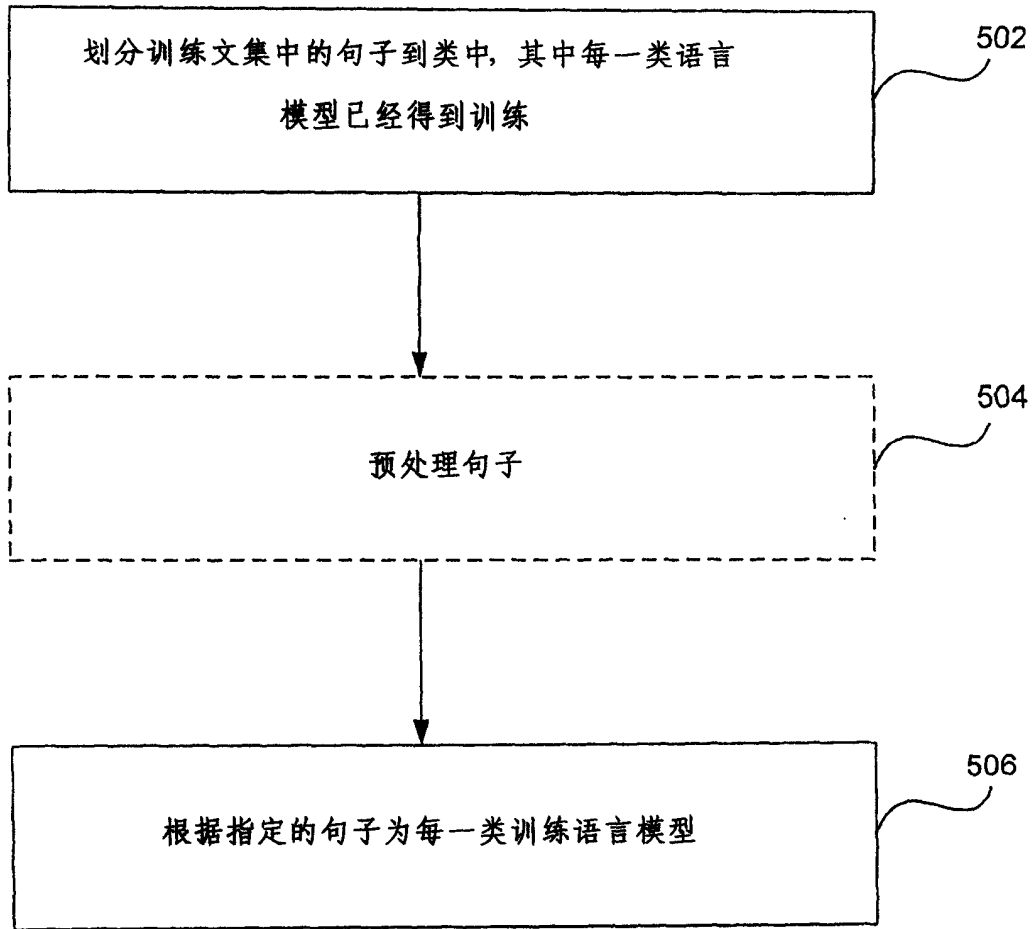 划分训练文集中的句子到类中, 其中每一类语言
模型已经得到训练
502
预处理句子
504
根据指定的句子为每一类训练语言模型
506